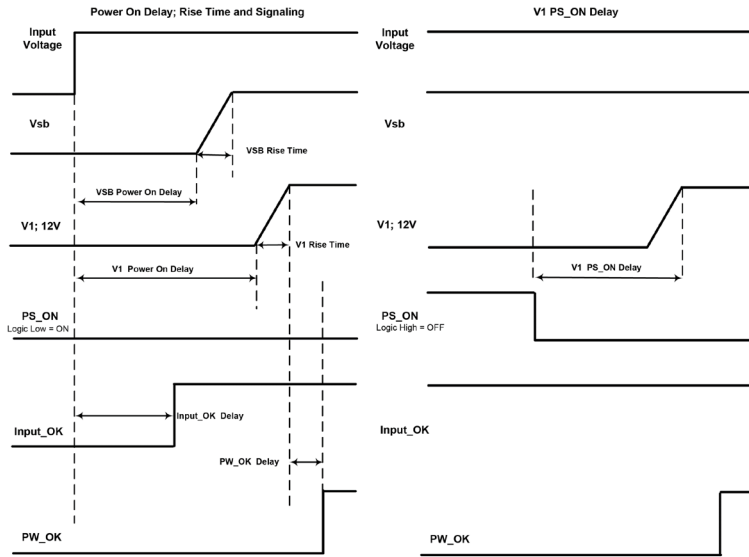 Power On Delay; Rise Time and Signaling
Input
Voltage
Vsb
VSB Rise Time
VSB Power On Delay
V1; 12V
V1 Rise Time
V1 Power On Delay
PS_ON
Logic Low = ON
Input_OK Delay
Input_OK
PW_OK Delay
PW_OK
V1 PS_ON Delay
Input
Voltage
Vsb
V1; 12V
V1 PS_ON Delay
PS_ON
Logic High = OFF
Input_OK
PW_OK